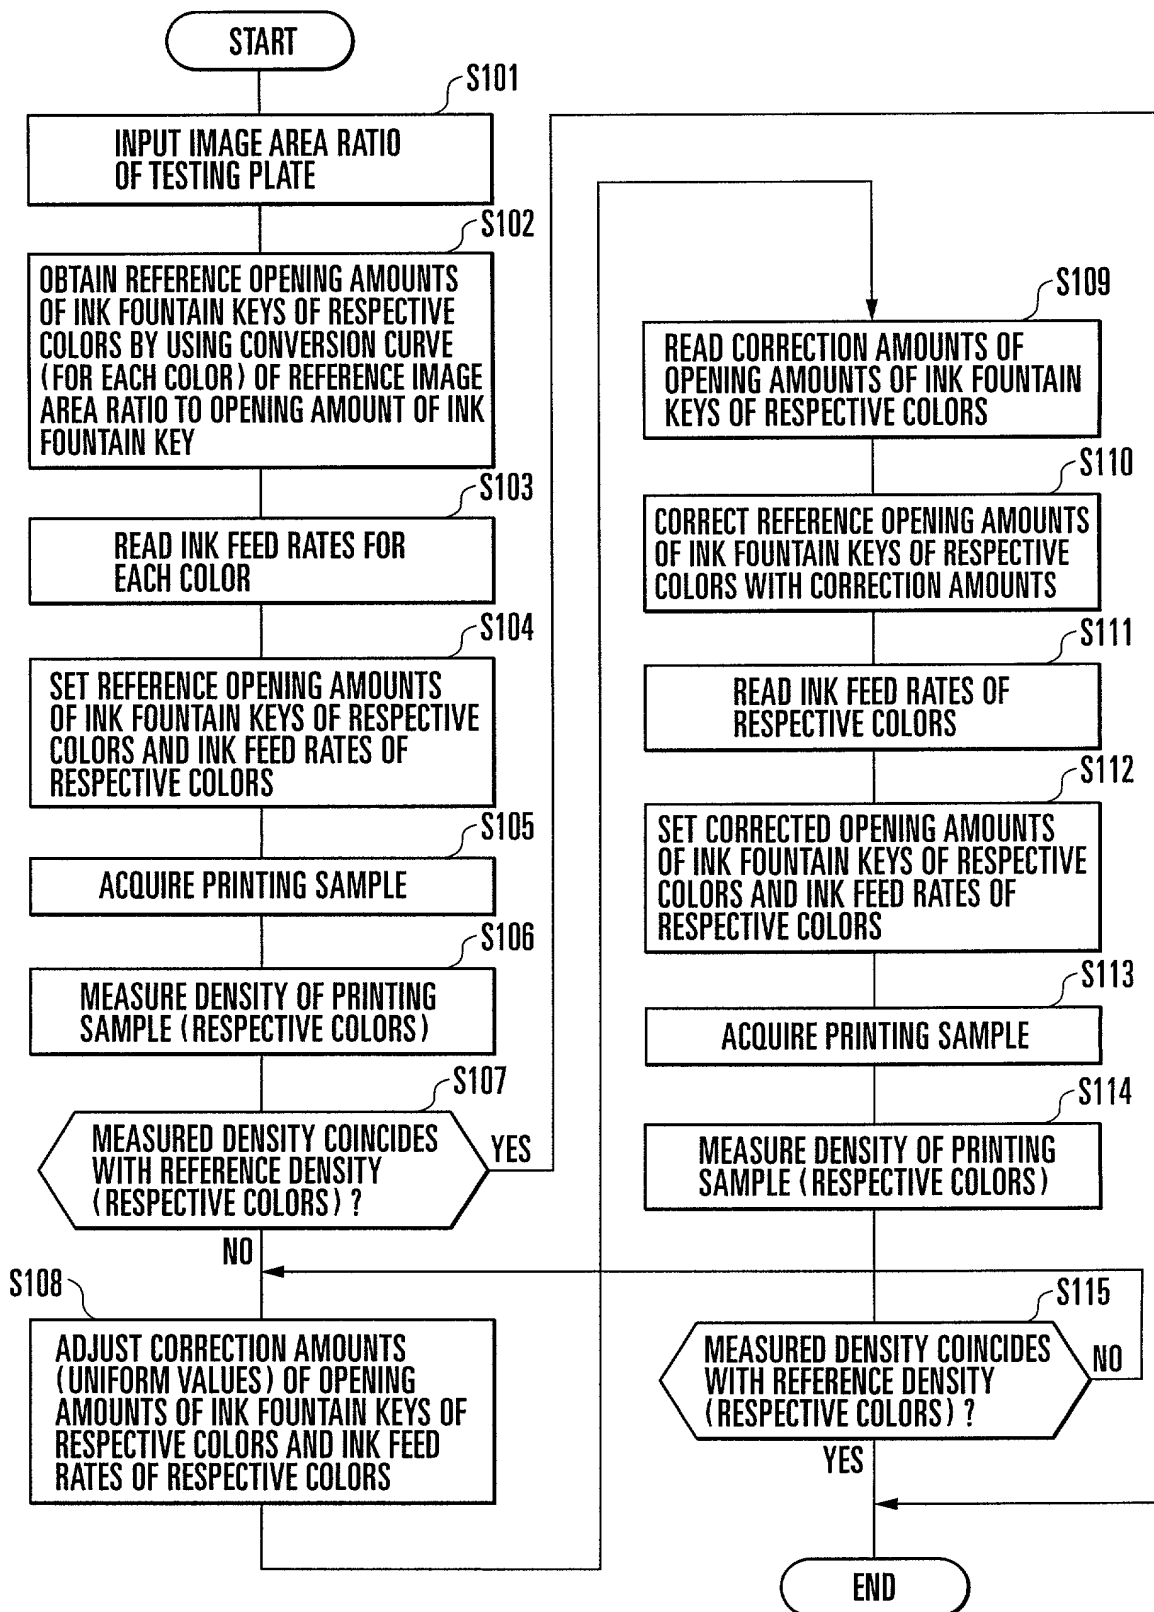 START
S101
INPUT IMAGE AREA RATIO
OF TESTING PLATE
S102
OBTAIN REFERENCE OPENING AMOUNTS
OF INK FOUNTAIN KEYS OF RESPECTIVE
COLORS BY USING CONVERSION CURVE
(FOR EACH COLOR) OF REFERENCE IMAGE
AREA RATIO TO OPENING AMOUNT OF INK
FOUNTAIN KEY
S103
READ INK FEED RATES FOR
EACH COLOR
S104
SET REFERENCE OPENING AMOUNTS
OF INK FOUNTAIN KEYS OF RESPECTIVE
COLORS AND INK FEED RATES OF
RESPECTIVE COLORS
S105
ACQUIRE PRINTING SAMPLE
S106
MEASURE DENSITY OF PRINTING
SAMPLE (RESPECTIVE COLORS)
S107
MEASURED DENSITY COINCIDES
WITH REFERENCE DENSITY
(RESPECTIVE COLORS) ?
YES
NO
S108
ADJUST CORRECTION AMOUNTS
(UNIFORM VALUES) OF OPENING
AMOUNTS OF INK FOUNTAIN KEYS OF
RESPECTIVE COLORS AND INK FEED
RATES OF RESPECTIVE COLORS
S109
READ CORRECTION AMOUNTS OF
OPENING AMOUNTS OF INK FOUNTAIN
KEYS OF RESPECTIVE COLORS
S110
CORRECT REFERENCE OPENING AMOUNTS
OF INK FOUNTAIN KEYS OF RESPECTIVE
COLORS WITH CORRECTION AMOUNTS
S111
READ INK FEED RATES OF
RESPECTIVE COLORS
S112
SET CORRECTED OPENING AMOUNTS
OF INK FOUNTAIN KEYS OF RESPECTIVE
COLORS AND INK FEED RATES OF
RESPECTIVE COLORS
S113
ACQUIRE PRINTING SAMPLE
S114
MEASURE DENSITY OF PRINTING
SAMPLE (RESPECTIVE COLORS)
S115
MEASURED DENSITY COINCIDES
WITH REFERENCE DENSITY
(RESPECTIVE COLORS) ?
NO
YES
END